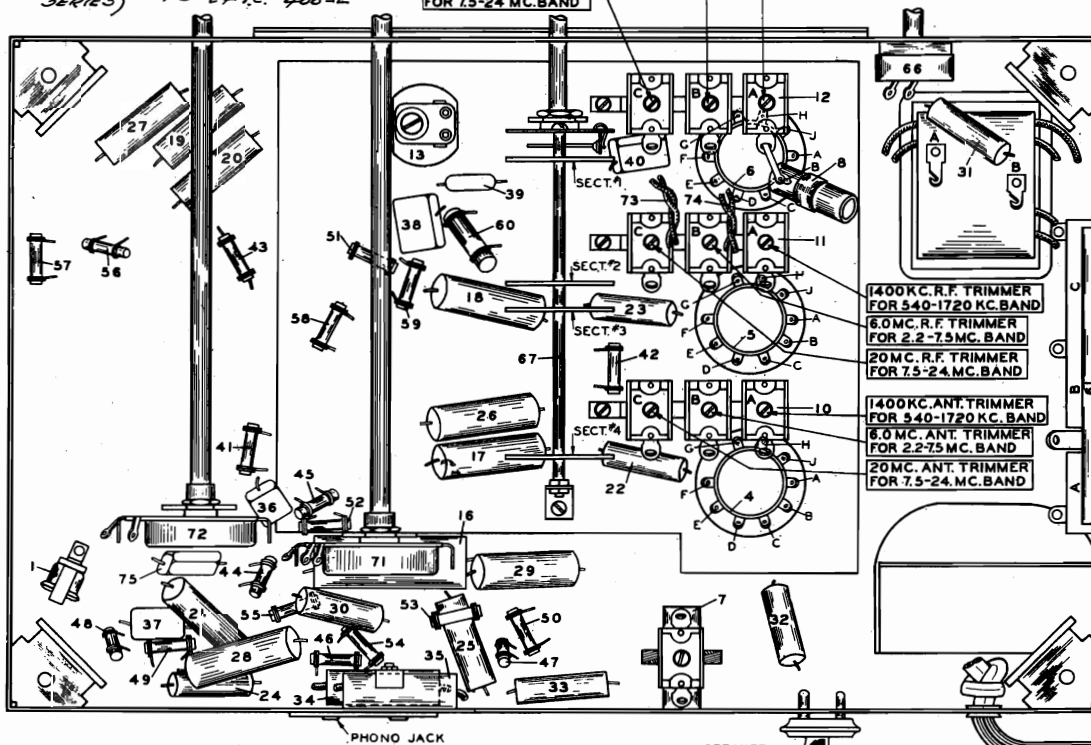 SERIES)
FOR 7.5-24 MC. BAND
66
C B A 12
27
19
20
13
H
J
G
F
A
B
8
40
6
E
D
C
A
31
B
SECT.#1
39
73
74
38
60
57
56
43
51
C B A 11
SECT.#2
59
18
23
G
H
J
1400 KC. R.F. TRIMMER
FOR 540-1720 KC. BAND
58
SECT.#3
F
5
A
6.0 MC. R.F. TRIMMER
FOR 2.2-7.5 MC. BAND
E
B
D
C
67
42
20 MC. R.F. TRIMMER
FOR 7.5-24. MC. BAND
C
26
C B A 10
1400 KC. ANT. TRIMMER
FOR 540-1720 KC. BAND
41
SECT.#4
G
H
6.0 MC. ANT. TRIMMER
FOR 2.2-7.5 MC. BAND
17
J
45
22
F
4
A
20 MC. ANT. TRIMMER
FOR 7.5-24. MC. BAND
A
36
52
E
B
16
D
C
72
71
1
75
44
29
55
30
53
7
48
37
21
46
54
50
32
49
28
25
35
47
24
34
33
PHONO JACK